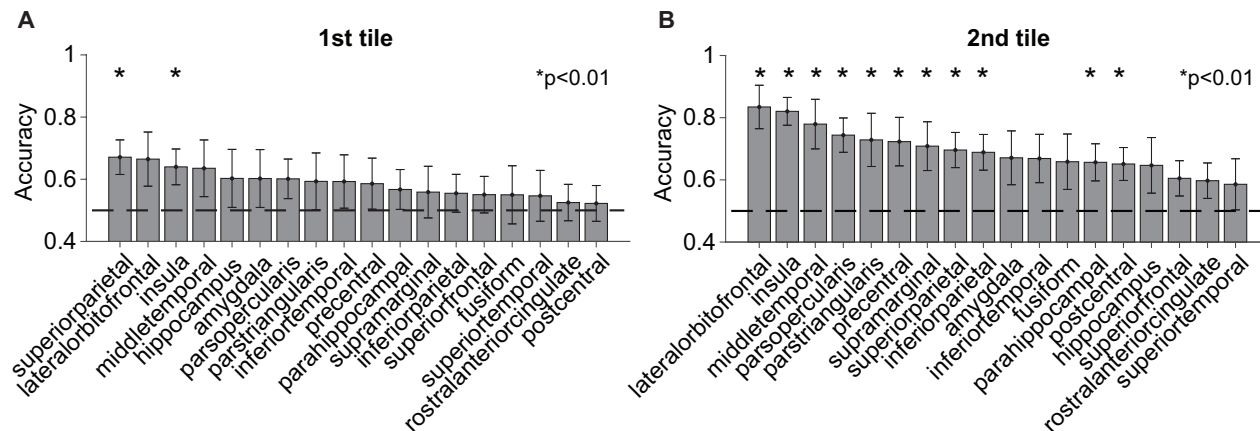 A
1st tile
1
0.8
0.6
0.4
Accuracy
* *
*p<0.01
superiorparietal
lateralorbitofrontal
insula
middletemporal
hippocampus
amygdala
parsopercularis
parstriangularis
inferiortemporal
precentral
parahippocampal
supramarginal
inferiorparietal
superiorfrontal
fusiform
superiortemporal
rostralanteriorcingulate
postcentral
B
2nd tile
1
0.8
0.6
0.4
Accuracy
* * * * * * * * * * *
*p<0.01
lateralorbitofrontal
insula
middletemporal
parsopercularis
parstriangularis
precentral
supramarginal
superiorparietal
inferiorparietal
amygdala
inferiortemporal
fusiform
parahippocampal
postcentral
hippocampus
superiorfrontal
rostralanteriorcingulate
superiortemporal